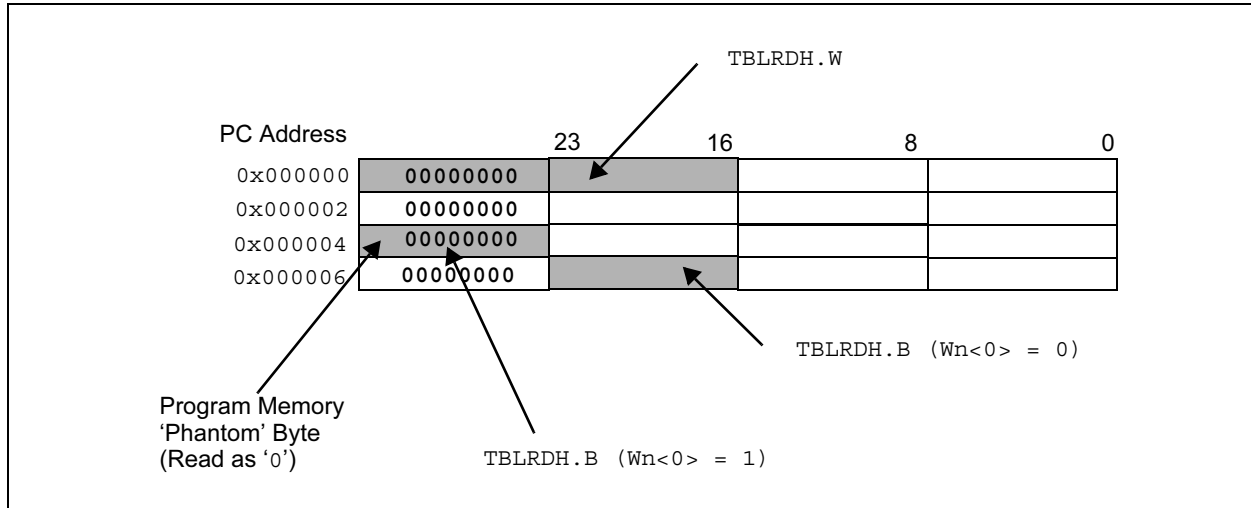 TBLRDH.W
PC Address
23 16 8 0
0x000000 00000000
0x000002 00000000
0x000004 00000000
0x000006 00000000
TBLRDH.B (Wn<0> = 0)
Program Memory
‘Phantom’ Byte
(Read as ‘0’)
TBLRDH.B (Wn<0> = 1)